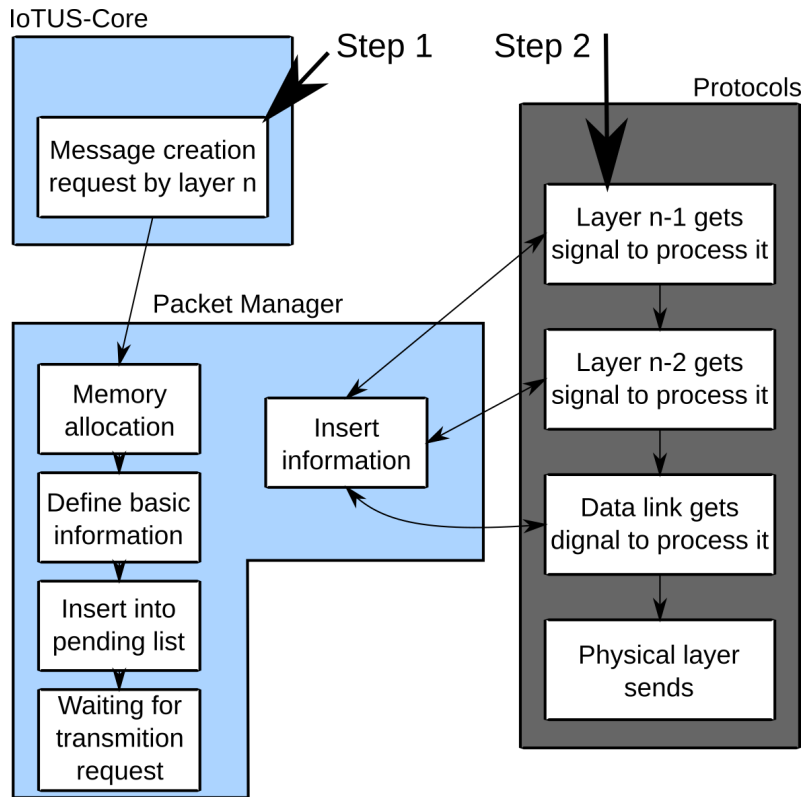 IoTUS-Core
Step 1
Step 2
Protocols
Message creation
request by layer n
Layer n-1 gets
signal to process it
Packet Manager
Memory
allocation
Define basic
information
Insert into
pending list
Waiting for
transmition
request
Insert
information
Layer n-2 gets
signal to process it
Data link gets
dignal to process it
Physical layer
sends